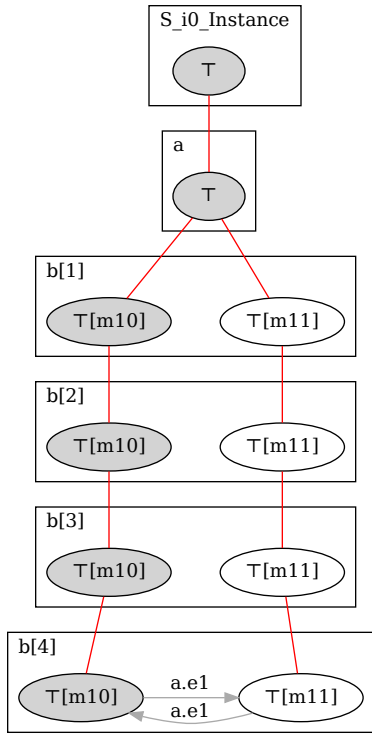 S_i0_Instance
⊤
a
⊤
b[1]
⊤[m10] ⊤[m11]
b[2]
⊤[m10] ⊤[m11]
b[3]
⊤[m10] ⊤[m11]
b[4]
a.e1
⊤[m10] ⊤[m11]
a.e1